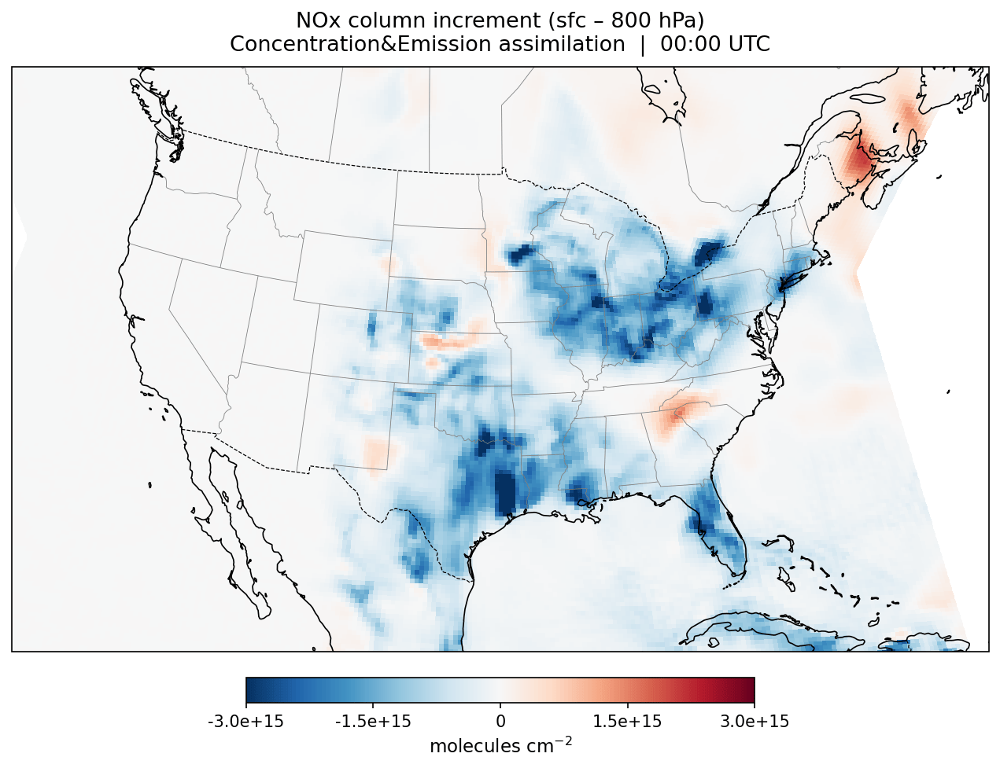 NOx column increment (sfc – 800 hPa)
Concentration&Emission assimilation | 00:00 UTC
-3.0e+15 -1.5e+15 0 1.5e+15 3.0e+15
molecules cm⁻²